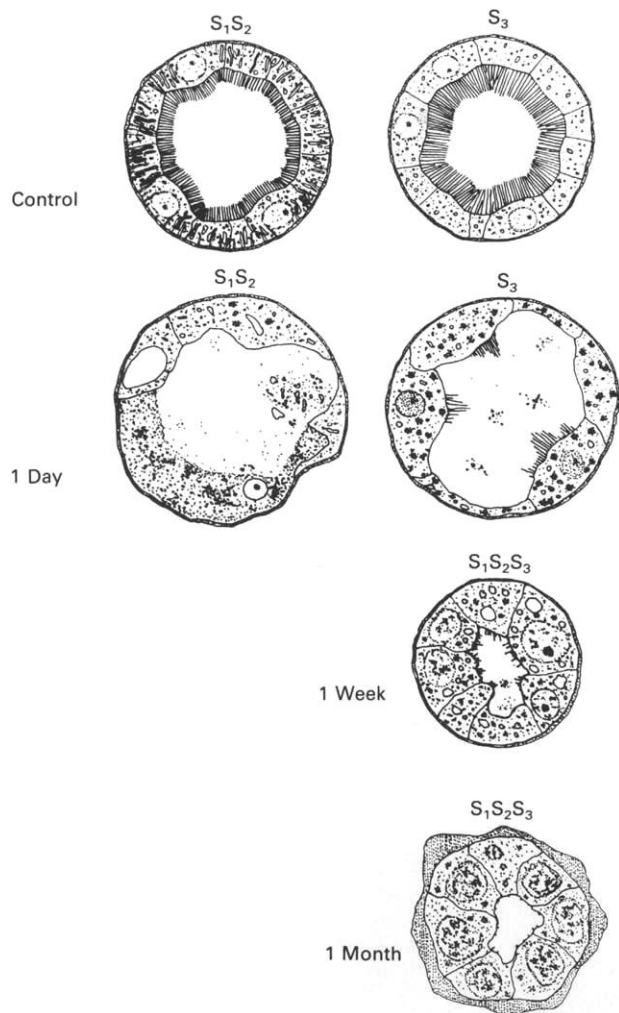 S₁S₂
S₃
Control
S₁S₂
S₃
1 Day
S₁S₂S₃
1 Week
S₁S₂S₃
1 Month